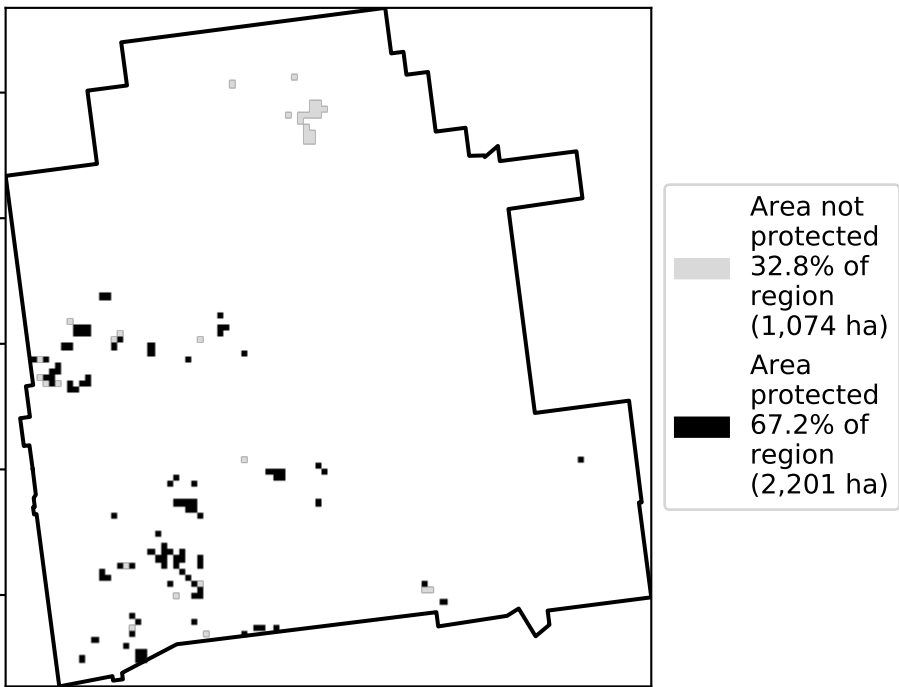 Area not
protected
32.8% of
region
(1,074 ha)
Area
protected
67.2% of
region
(2,201 ha)